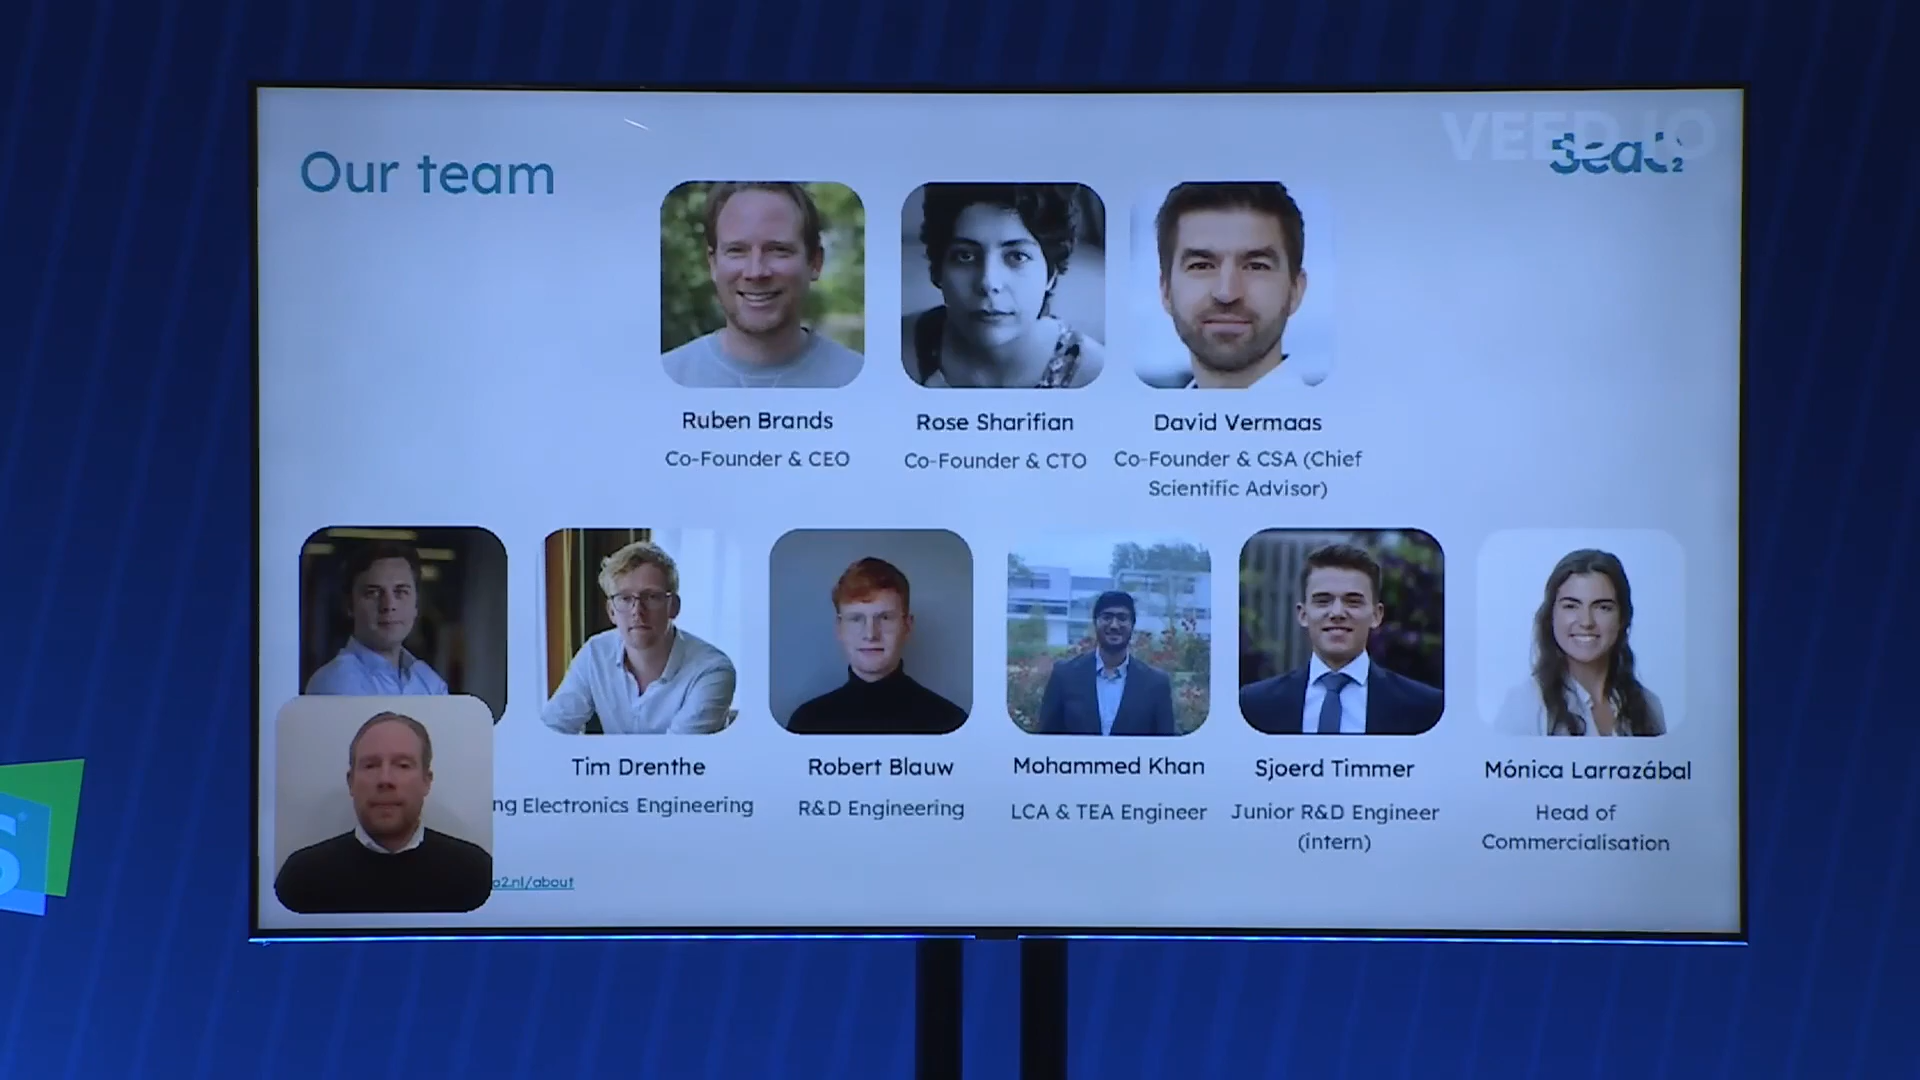 VEED.IO
SeaO₂
Our team
Ruben Brands
Co-Founder & CEO
Rose Sharifian
Co-Founder & CTO
David Vermaas
Co-Founder & CSA (Chief
Scientific Advisor)
Tim Drenthe
ng Electronics Engineering
Robert Blauw
R&D Engineering
Mohammed Khan
LCA & TEA Engineer
Sjoerd Timmer
Junior R&D Engineer
(intern)
Mónica Larrazábal
Head of
Commercialisation
o2.nl/about
S